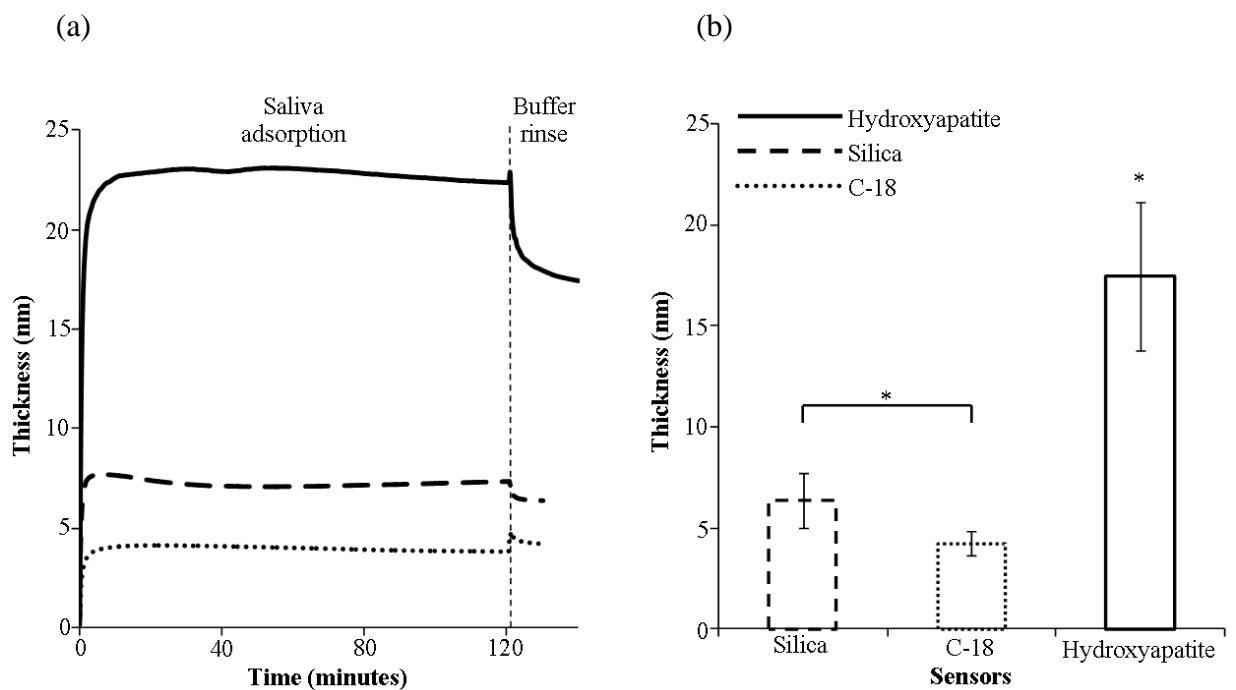 (a)
Saliva
adsorption
Buffer
rinse
25
20
15
10
5
0
Thickness (nm)
0 40 80 120
Time (minutes)
(b)
25
20
15
10
5
0
Thickness (nm)
Hydroxyapatite
Silica
C-18
*
*
Silica C-18 Hydroxyapatite
Sensors